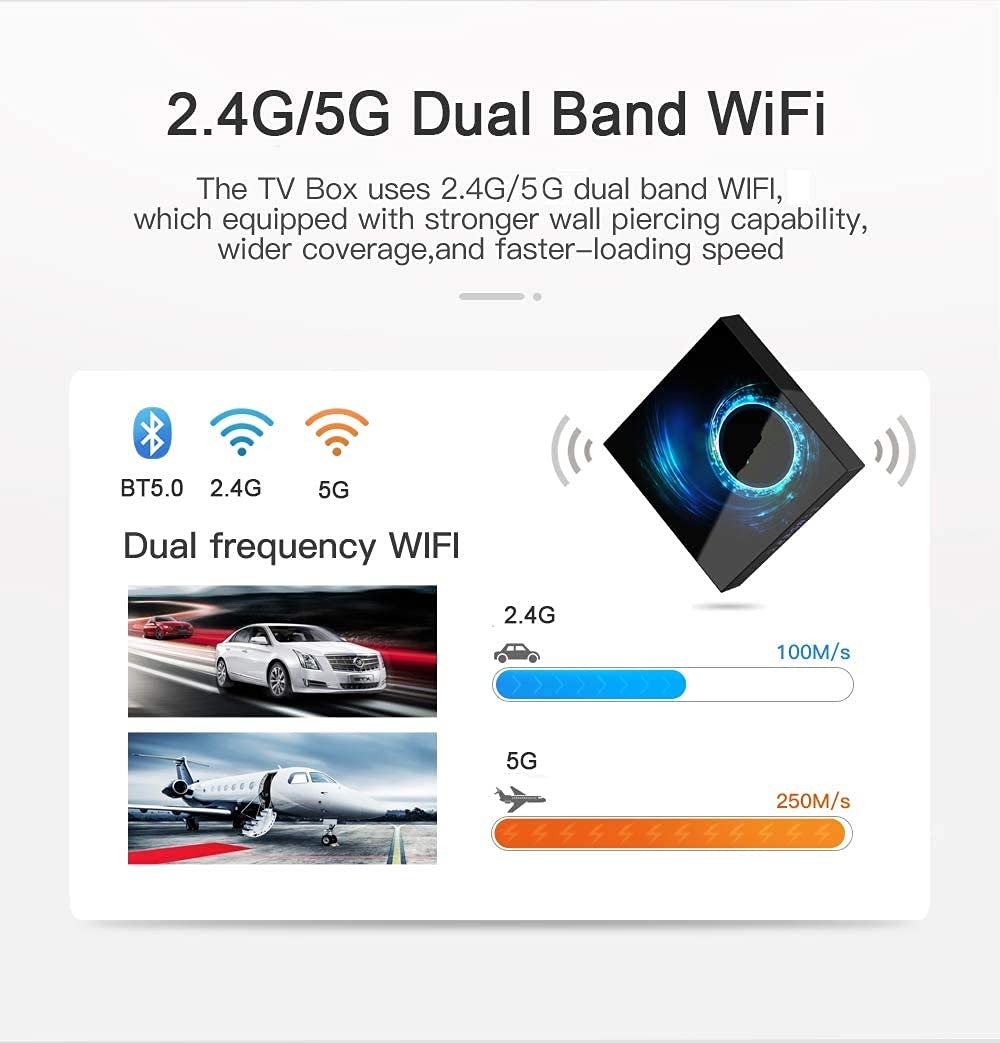 2.4G/5G Dual Band WiFi
The TV Box uses 2.4G/5G dual band WIFI,
which equipped with stronger wall piercing capability,
wider coverage,and faster-loading speed
BT5.0 2.4G 5G
Dual frequency WIFI
2.4G
100M/s
5G
250M/s